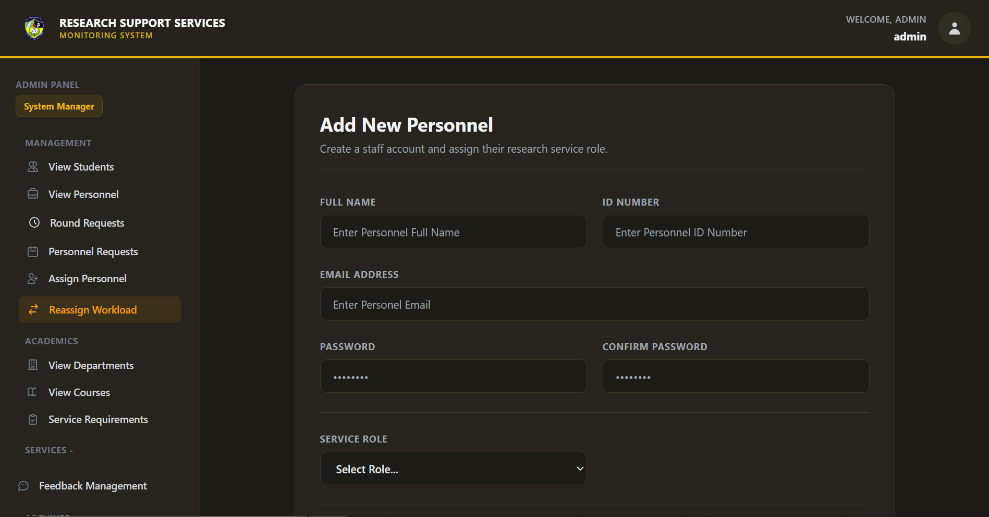 RESEARCH SUPPORT SERVICES
MONITORING SYSTEM
WELCOME, ADMIN
admin
ADMIN PANEL
System Manager
MANAGEMENT
View Students
View Personnel
Round Requests
Personnel Requests
Assign Personnel
Reassign Workload
ACADEMICS
View Departments
View Courses
Service Requirements
SERVICES -
Feedback Management
Add New Personnel
Create a staff account and assign their research service role.
FULL NAME
Enter Personnel Full Name
ID NUMBER
Enter Personnel ID Number
EMAIL ADDRESS
Enter Personel Email
PASSWORD
••••••••
CONFIRM PASSWORD
••••••••
SERVICE ROLE
Select Role...